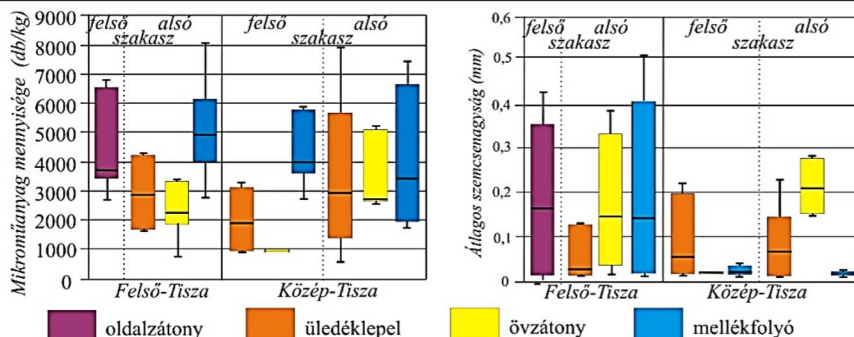 Mikroműanyag mennyisége (db/kg)
9000
8000
7000
6000
5000
4000
3000
2000
1000
0
felső alsó
szakasz
felső alsó
szakasz
Felső-Tisza Közép-Tisza
Átlagos szemcsenagyság (mm)
0,6
0,4
0,3
0,2
0,1
0
felső alsó
szakasz
felső alsó
szakasz
Felső-Tisza Közép-Tisza
oldalzátony üledéklepel övzátony mellékfolyó